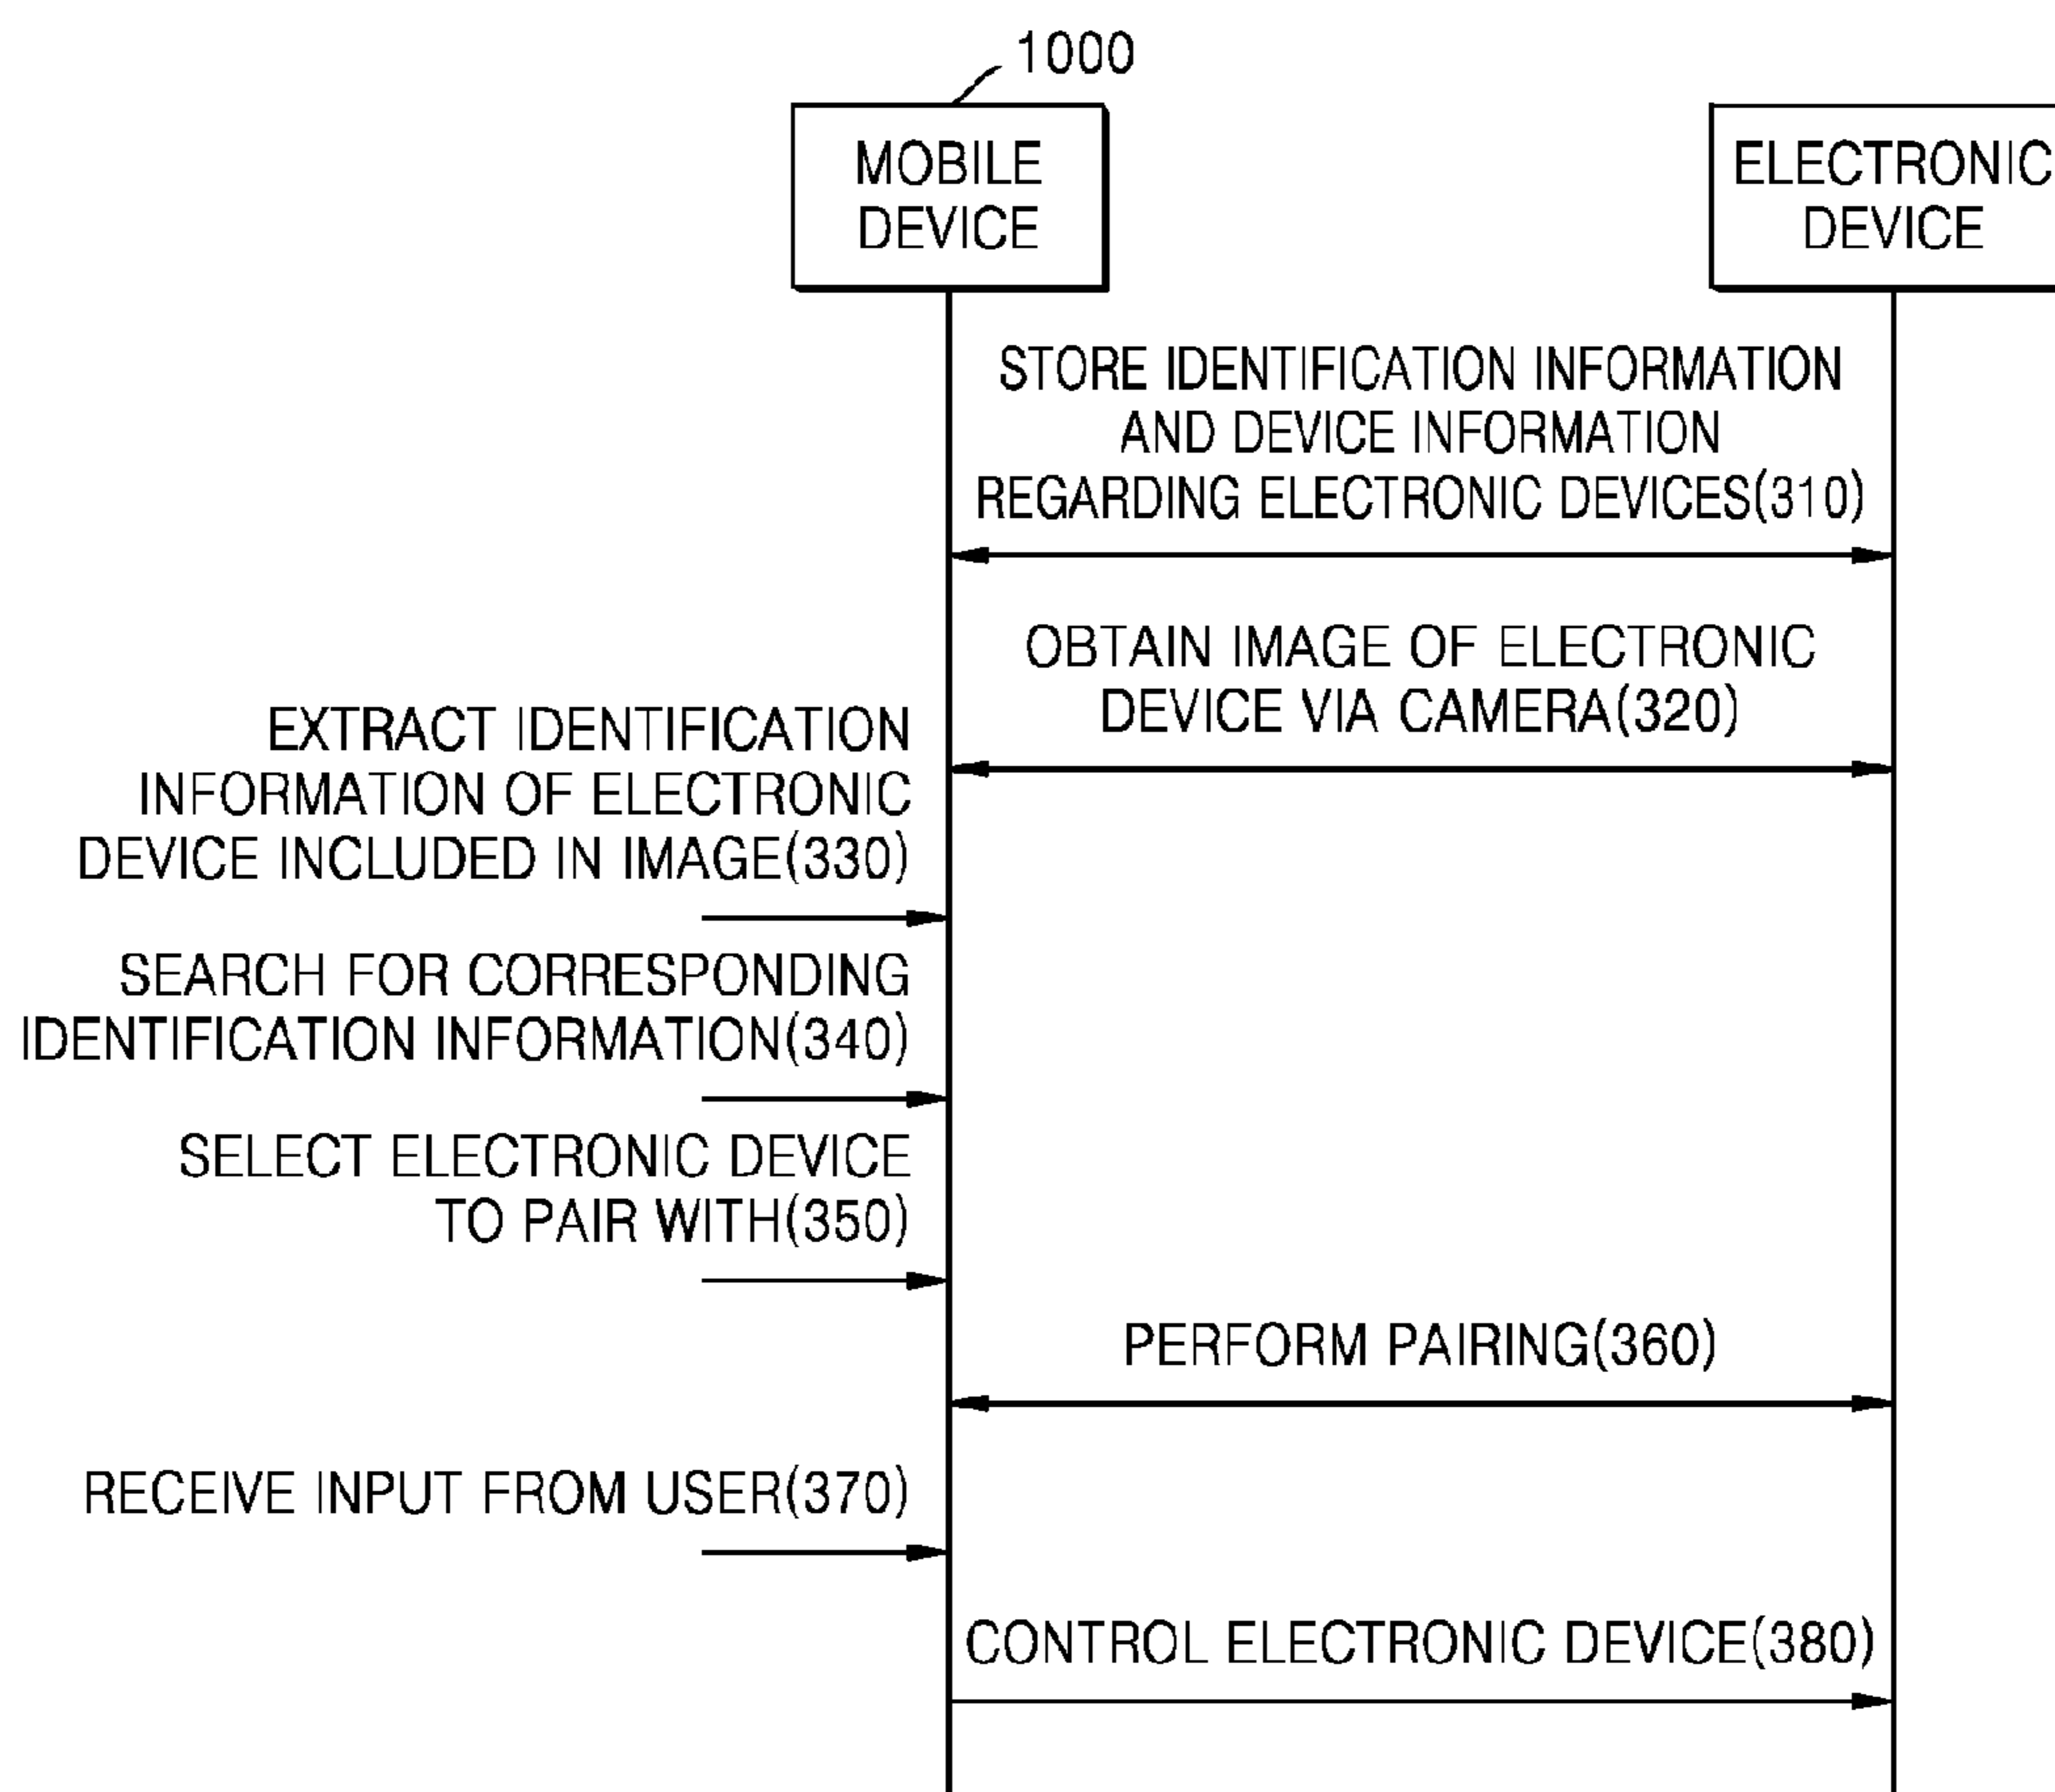 1000
MOBILE
DEVICE
ELECTRONIC
DEVICE
STORE IDENTIFICATION INFORMATION
AND DEVICE INFORMATION
REGARDING ELECTRONIC DEVICES(310)
OBTAIN IMAGE OF ELECTRONIC
DEVICE VIA CAMERA(320)
EXTRACT IDENTIFICATION
INFORMATION OF ELECTRONIC
DEVICE INCLUDED IN IMAGE(330)
SEARCH FOR CORRESPONDING
IDENTIFICATION INFORMATION(340)
SELECT ELECTRONIC DEVICE
TO PAIR WITH(350)
PERFORM PAIRING(360)
RECEIVE INPUT FROM USER(370)
CONTROL ELECTRONIC DEVICE(380)